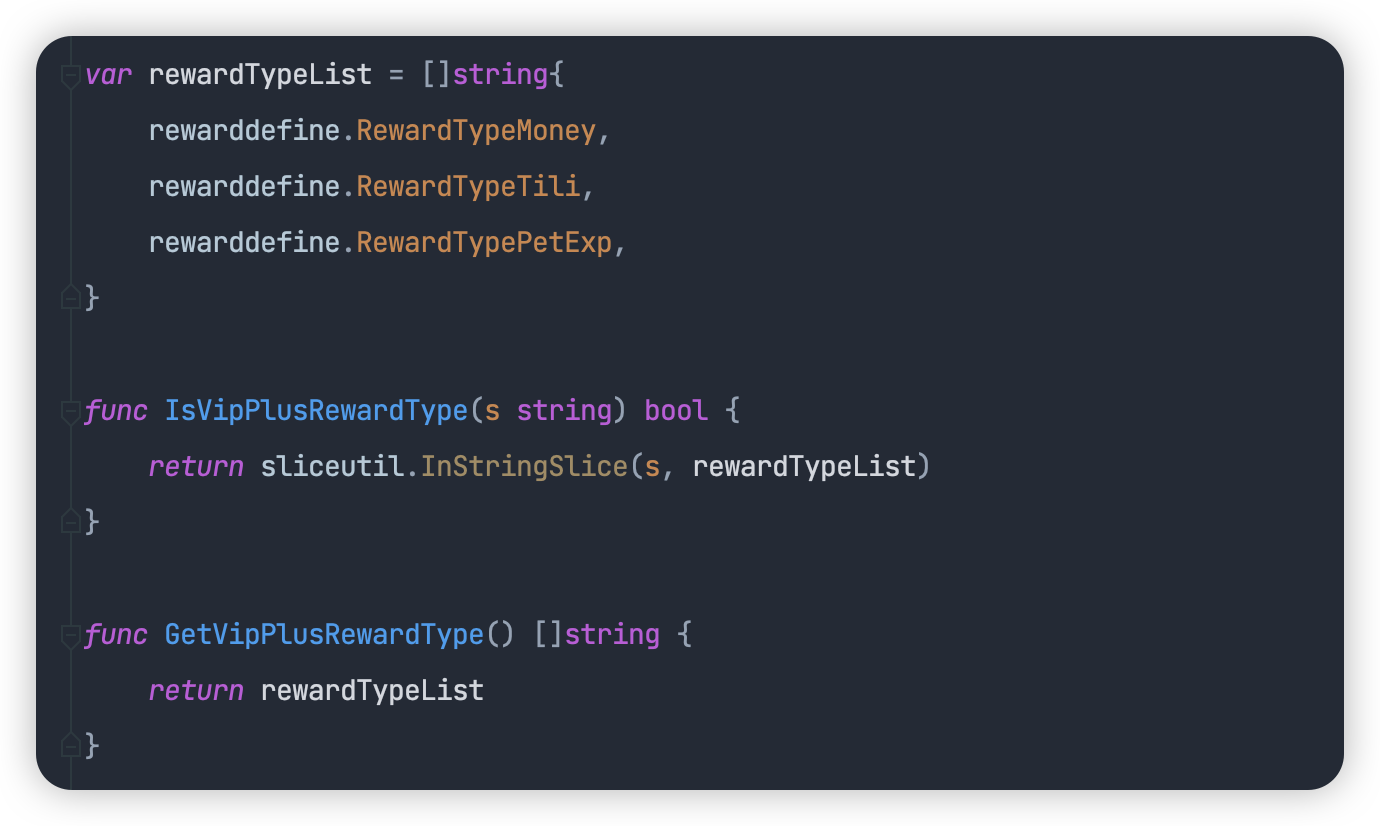 var rewardTypeList = []string{
    rewarddefine.RewardTypeMoney,
    rewarddefine.RewardTypeTili,
    rewarddefine.RewardTypePetExp,
}

func IsVipPlusRewardType(s string) bool {
    return sliceutil.InStringSlice(s, rewardTypeList)
}

func GetVipPlusRewardType() []string {
    return rewardTypeList
}